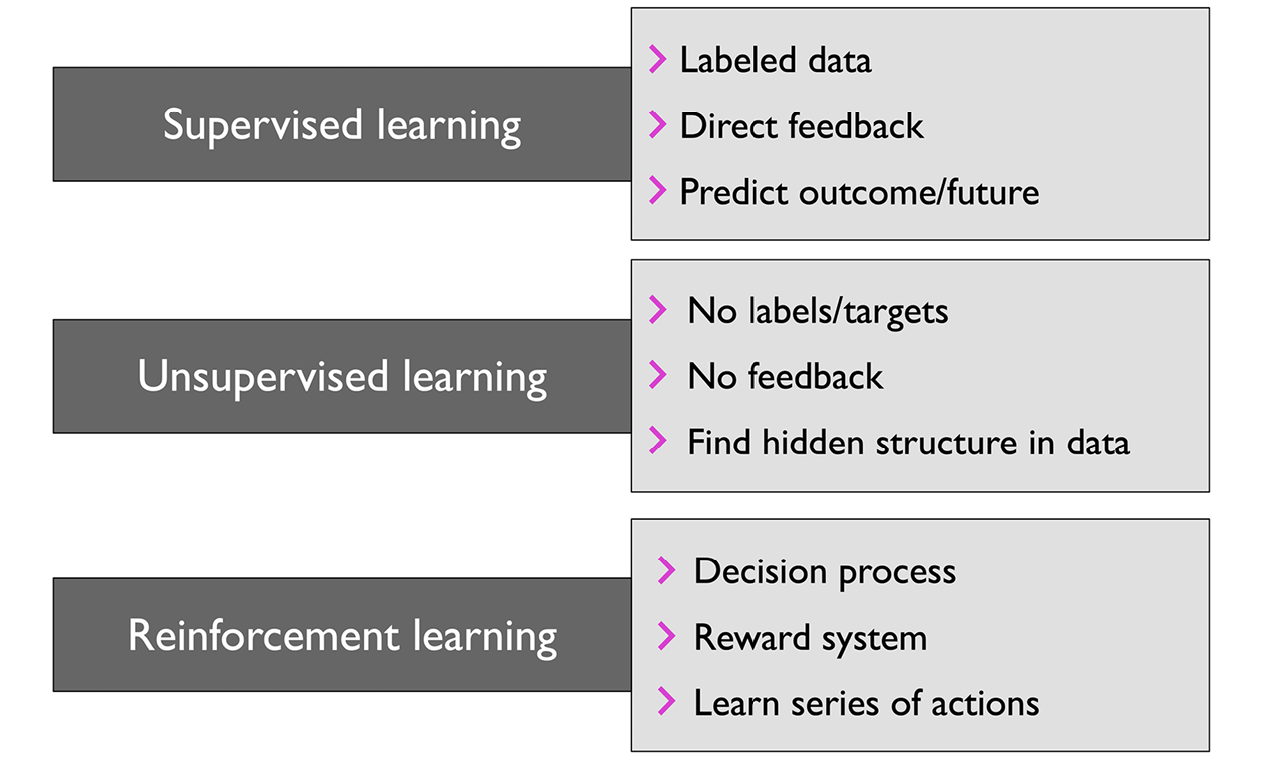 Supervised learning
Labeled data
Direct feedback
Predict outcome/future
Unsupervised learning
No labels/targets
No feedback
Find hidden structure in data
Reinforcement learning
Decision process
Reward system
Learn series of actions